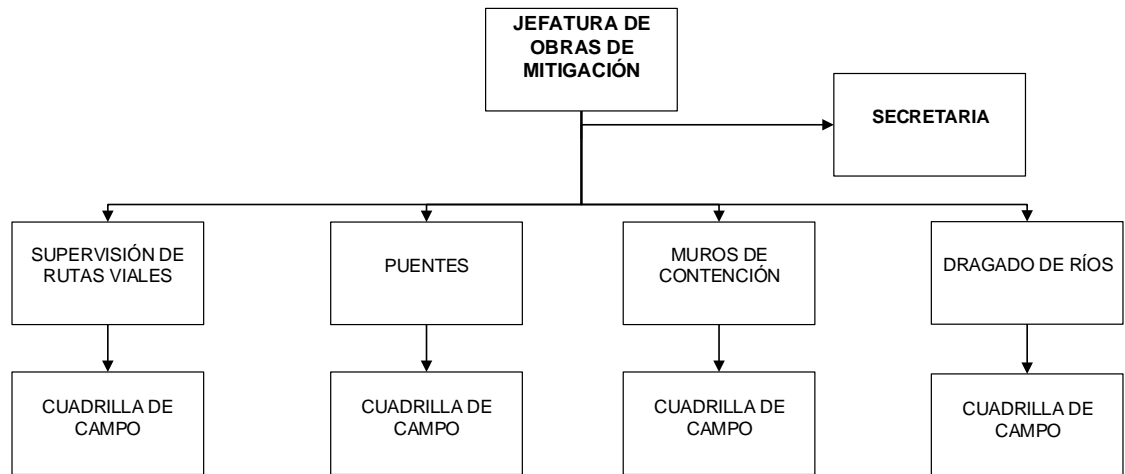 JEFATURA DE
OBRAS DE
MITIGACIÓN
SECRETARIA
SUPERVISIÓN DE
RUTAS VIALES
PUENTES
MUROS DE
CONTENCIÓN
DRAGADO DE RÍOS
CUADRILLA DE
CAMPO
CUADRILLA DE
CAMPO
CUADRILLA DE
CAMPO
CUADRILLA DE
CAMPO